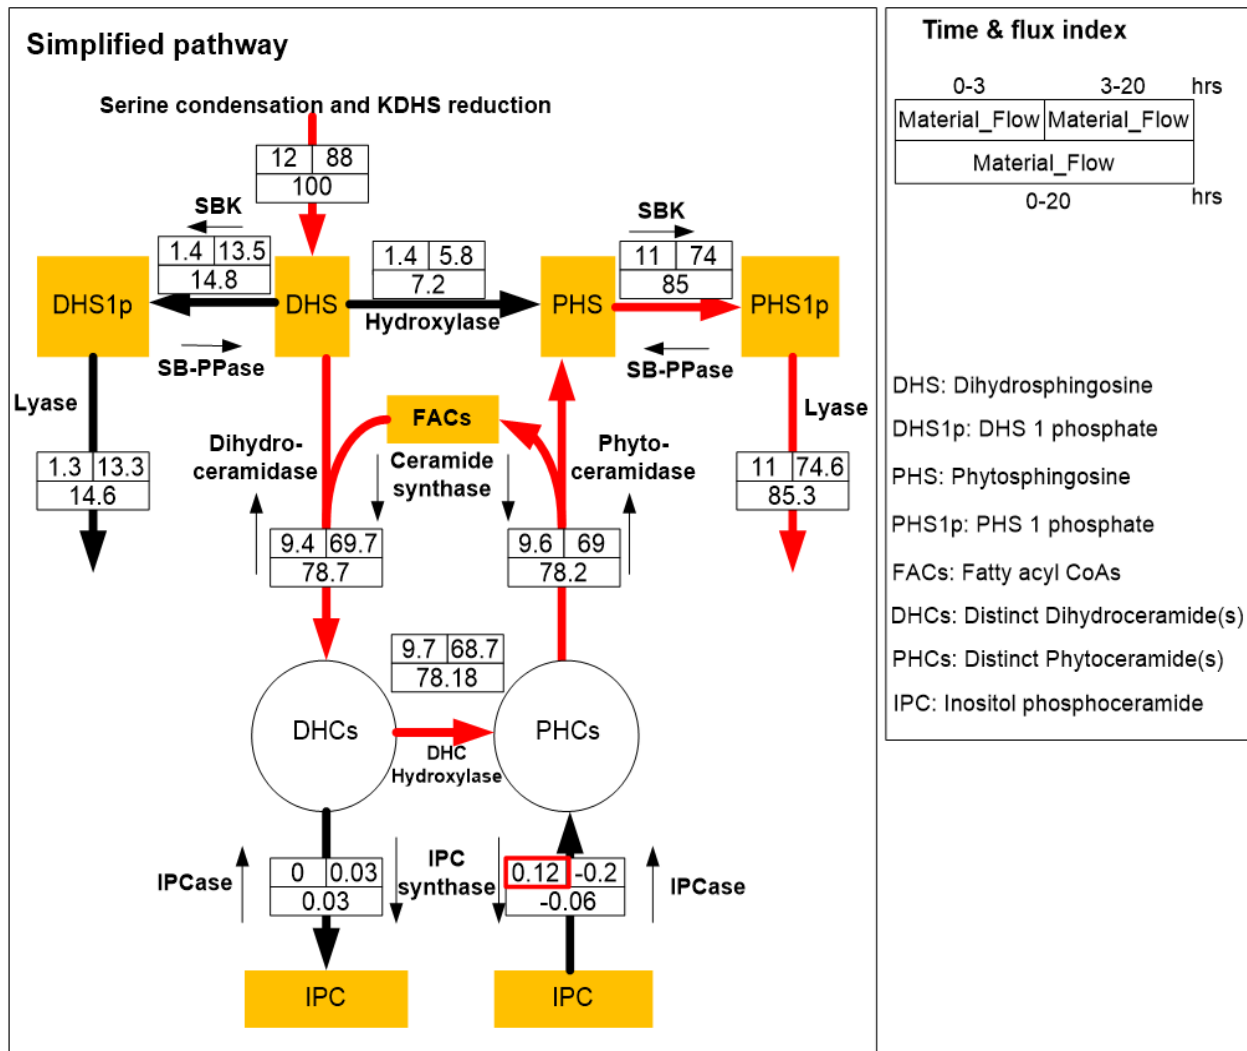 Simplified pathway
Serine condensation and KDHS reduction
12 88
100
SBK
1.4 13.5
14.8
1.4 5.8
7.2
SBK
11 74
85
DHS1p
DHS
Hydroxylase
PHS
PHS1p
SB-PPase
SB-PPase
Lyase
1.3 13.3
14.6
Dihydro-
ceramidase
FACs
Ceramide
synthase
Phyto-
ceramidase
Lyase
11 74.6
85.3
9.4 69.7
78.7
9.6 69
78.2
9.7 68.7
78.18
DHCs
PHCs
DHC
Hydroxylase
IPCase
0 0.03
0.03
IPC
synthase
0.12 -0.2
-0.06
IPCase
IPC
IPC
Time & flux index
0-3 3-20 hrs
Material_Flow Material_Flow
Material_Flow
0-20 hrs
DHS: Dihydrosphingosine
DHS1p: DHS 1 phosphate
PHS: Phytosphingosine
PHS1p: PHS 1 phosphate
FACs: Fatty acyl CoAs
DHCs: Distinct Dihydroceramide(s)
PHCs: Distinct Phytoceramide(s)
IPC: Inositol phosphoceramide